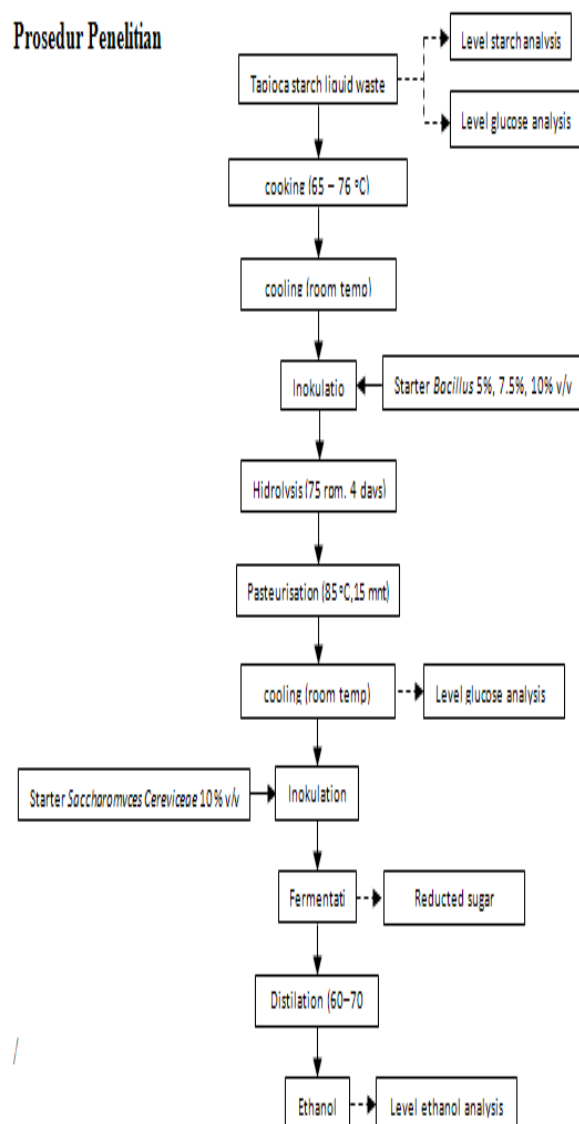 Prosedur Penelitian
Level starch analysis
Tapioca starch liquid waste
Level glucose analysis
cooking (65 – 76 °C)
cooling (room temp)
Inokulatio
Starter Bacillus 5%, 7.5%, 10% v/v
Hidrolysis (75 rpm. 4 days)
Pasteurisation (85 °C,15 mnt)
cooling (room temp)
Level glucose analysis
Starter Saccharomyces Cereviceae 10% v/v
Inokulation
Fermentati
Reducted sugar
Distilation (60–70
/
Ethanol
Level ethanol analysis